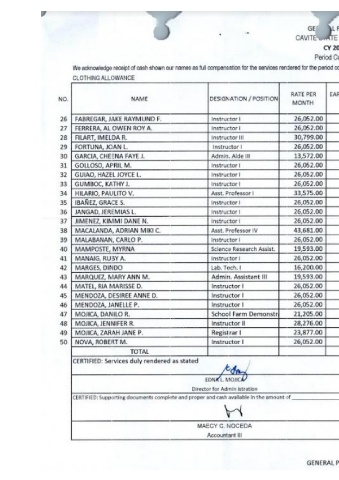 GE
CAVITE STATE
CY 20
Period Co
We acknowledge receipt of cash shown our names as full compensation for the services rendered for the period co
CLOTHING ALLOWANCE
NO. NAME DESIGNATION / POSITION RATE PER MONTH EAR
26 FABREGAR, JAKE RAYMUND F. Instructor I 26,052.00
27 FERRERA, AL OWEN ROY A. Instructor I 26,052.00
28 FILART, IMELDA R. Instructor III 30,799.00
29 FORTUNA, JOAN L. Instructor I 26,052.00
30 GARCIA, CHESNA FAYE J. Admin. Aide III 13,572.00
31 GOLLOSO, APRIL M. Instructor I 26,052.00
32 GUIAO, HAZEL JOYCE L. Instructor I 26,052.00
33 GUMBOC, KATHY J. Instructor I 26,052.00
34 HILARIO, PAULITO V. Asst. Professor I 33,575.00
35 IBAÑEZ, GRACE S. Instructor I 26,052.00
36 JANGAD, JEREMIAS L. Instructor I 26,052.00
37 JIMENEZ, KIMIMI DANE N. Instructor I 26,052.00
38 MACALANDA, ADRIAN MIKI C. Asst. Professor IV 43,681.00
39 MALABANAN, CARLO P. Instructor I 26,052.00
40 MAMPOSTE, MYRNA Science Research Assist. 19,593.00
41 MANAIG, RUBY A. Instructor I 26,052.00
42 MARGES, DINDO Lab. Tech. I 16,200.00
43 MARQUEZ, MARY ANN M. Admin. Assistant III 19,593.00
44 MATEL, RIA MARISSE D. Instructor I 26,052.00
45 MENDOZA, DESIREE ANNE D. Instructor I 26,052.00
46 MENDOZA, JANELLE P. Instructor I 26,052.00
47 MOJICA, DANILO R. School Farm Demonstr 21,205.00
48 MOJICA, JENNIFER R. Instructor II 28,276.00
49 MOJICA, ZARAH JANE P. Registrar I 23,877.00
50 NOVA, ROBERT M. Instructor I 26,052.00
TOTAL
CERTIFIED: Services duly rendered as stated
EDNA L. MOJICA
Director for Admin istration
CERTIFIED: Supporting documents complete and proper and cash available in the amount of
MAECY C. NOCEDA
Accountant III
GENERAL P